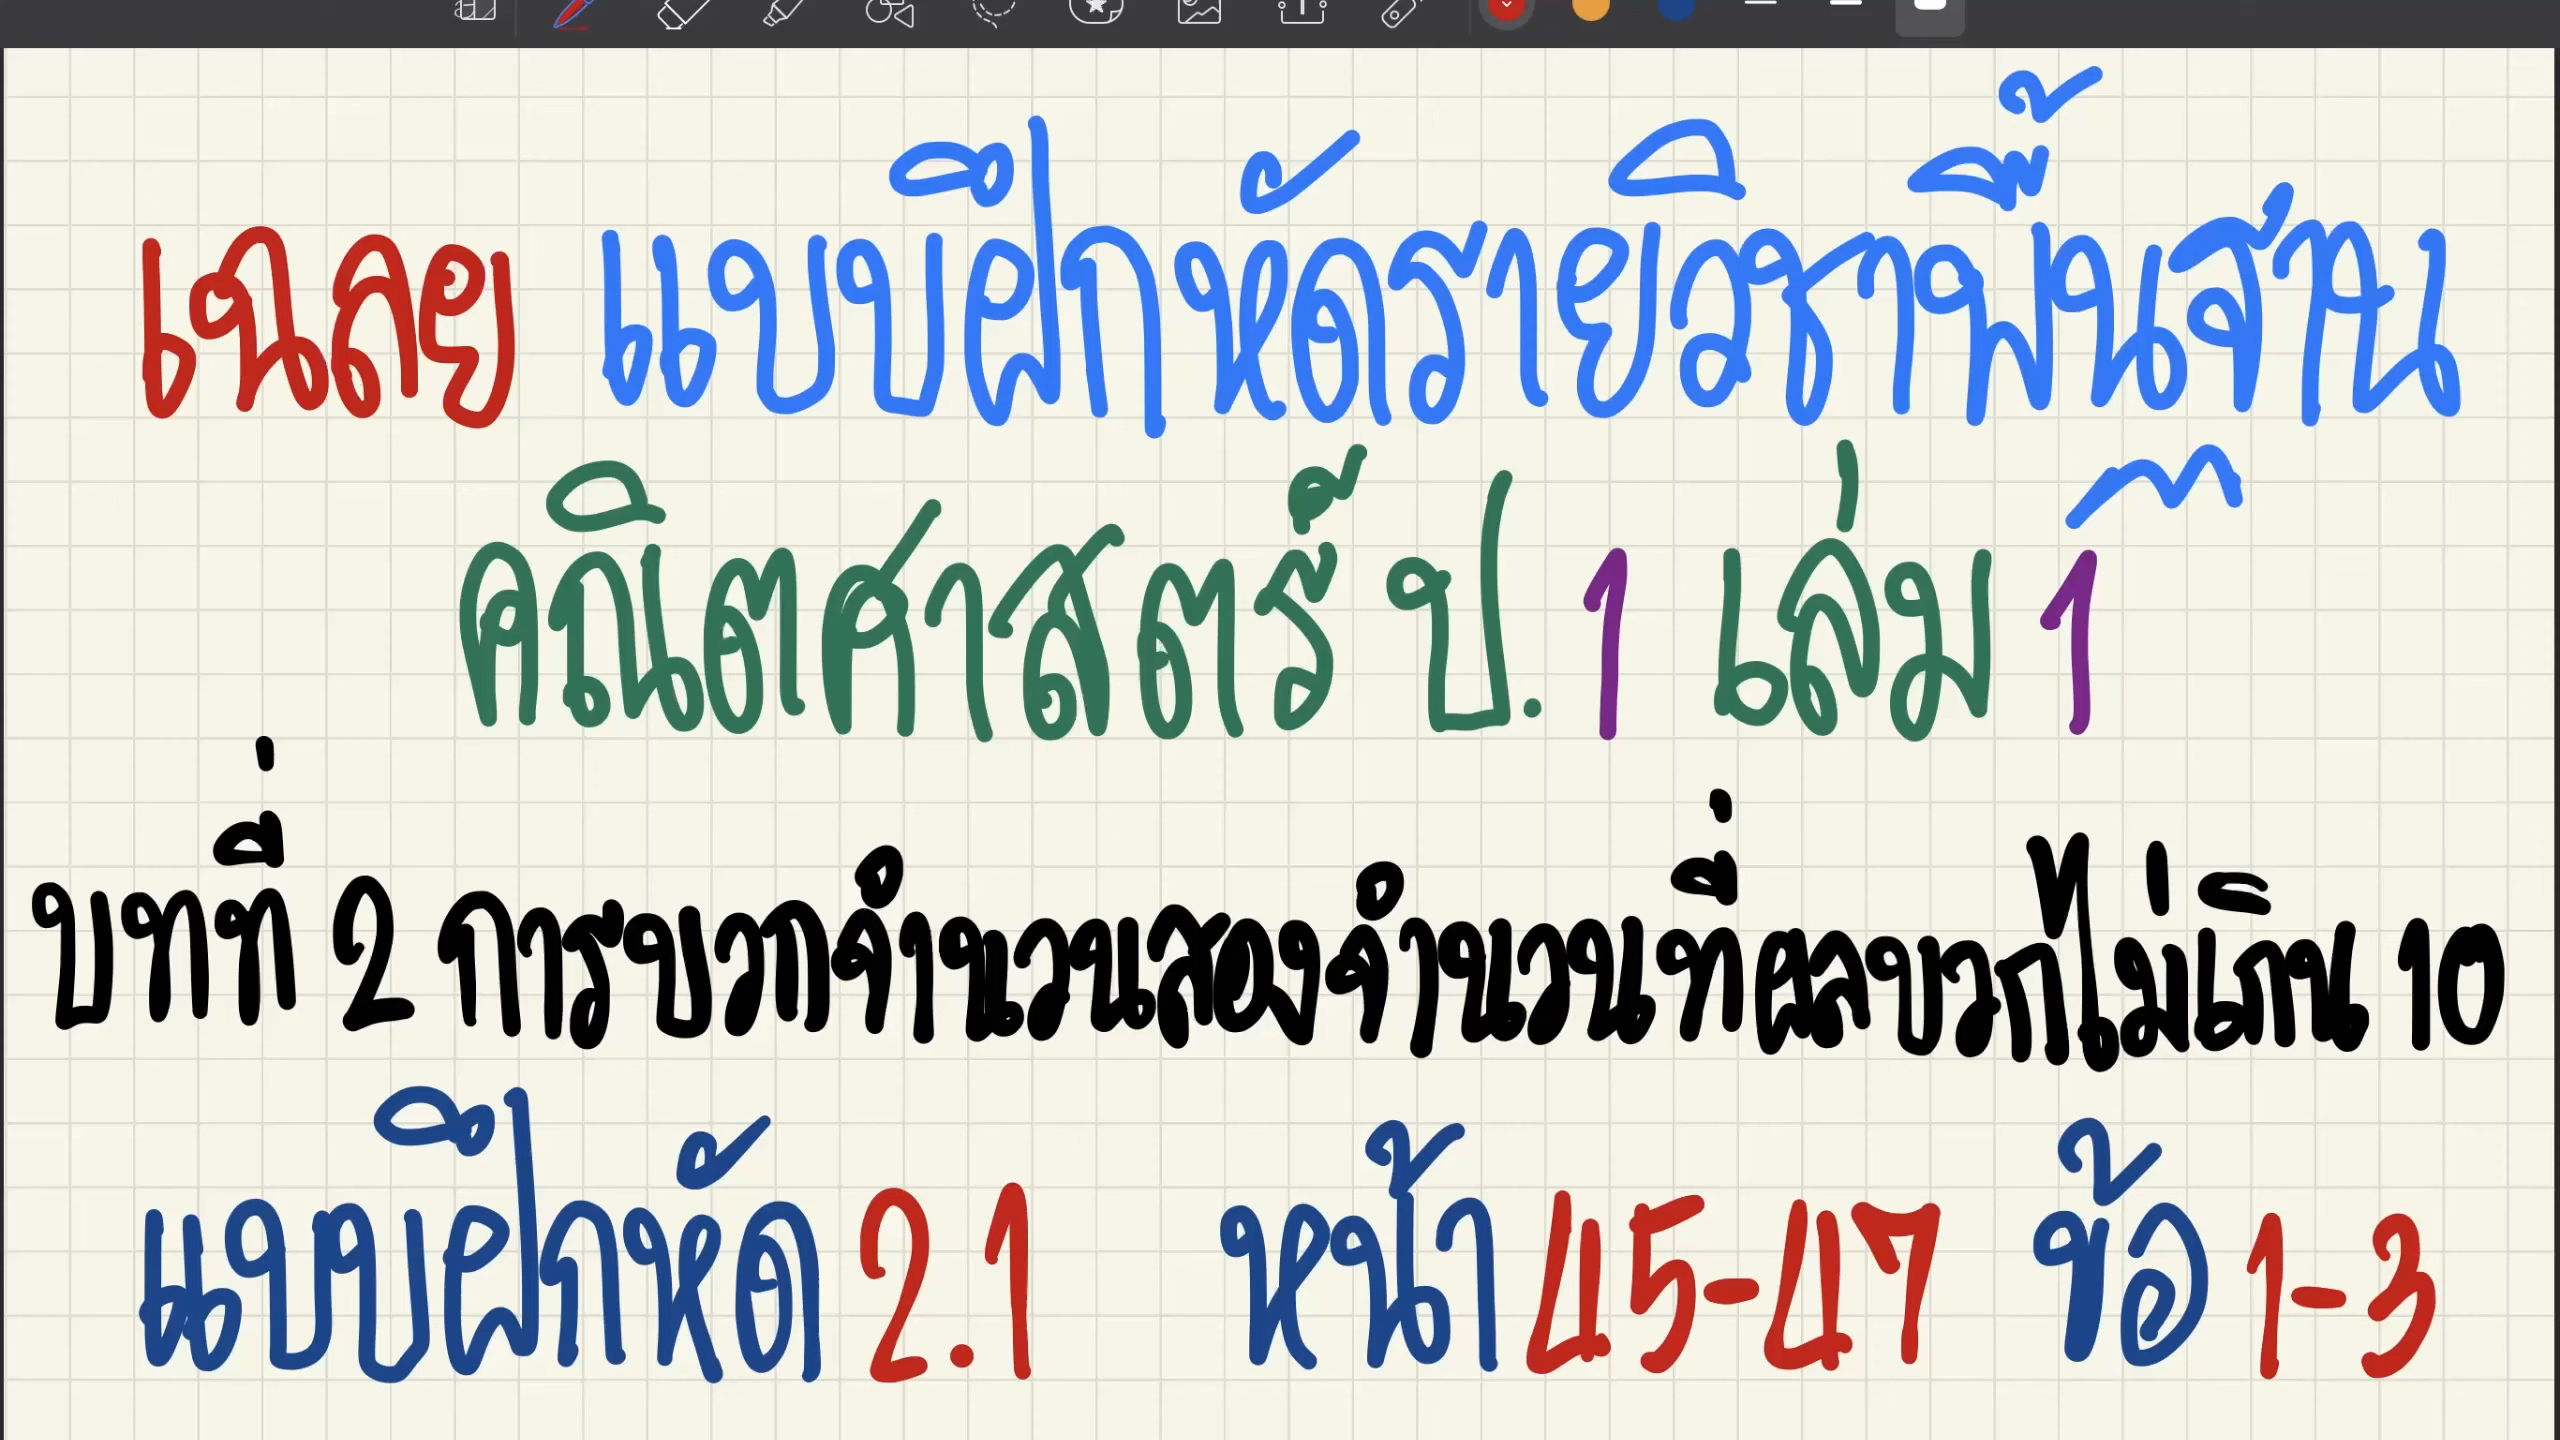 เฉลย แบบฝึกหัดรายวิชาพื้นฐาน
คณิตศาสตร์ ป.1 เล่ม 1
บทที่ 2 การบวกจำนวนสองจำนวนที่ผลบวกไม่เกิน 10
แบบฝึกหัด 2.1 หน้า 45-47 ข้อ 1-3